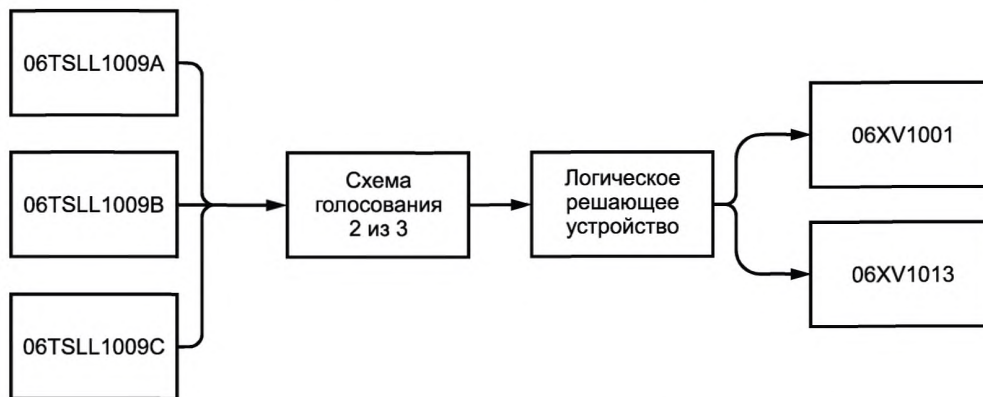 06TSLL1009A
06TSLL1009B
06TSLL1009C
Схема
голосования
2 из 3
Логическое
решающее
устройство
06XV1001
06XV1013